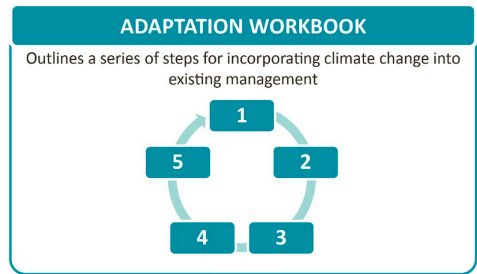 ADAPTATION WORKBOOK
Outlines a series of steps for incorporating climate change into
existing management
1
5
2
4
3